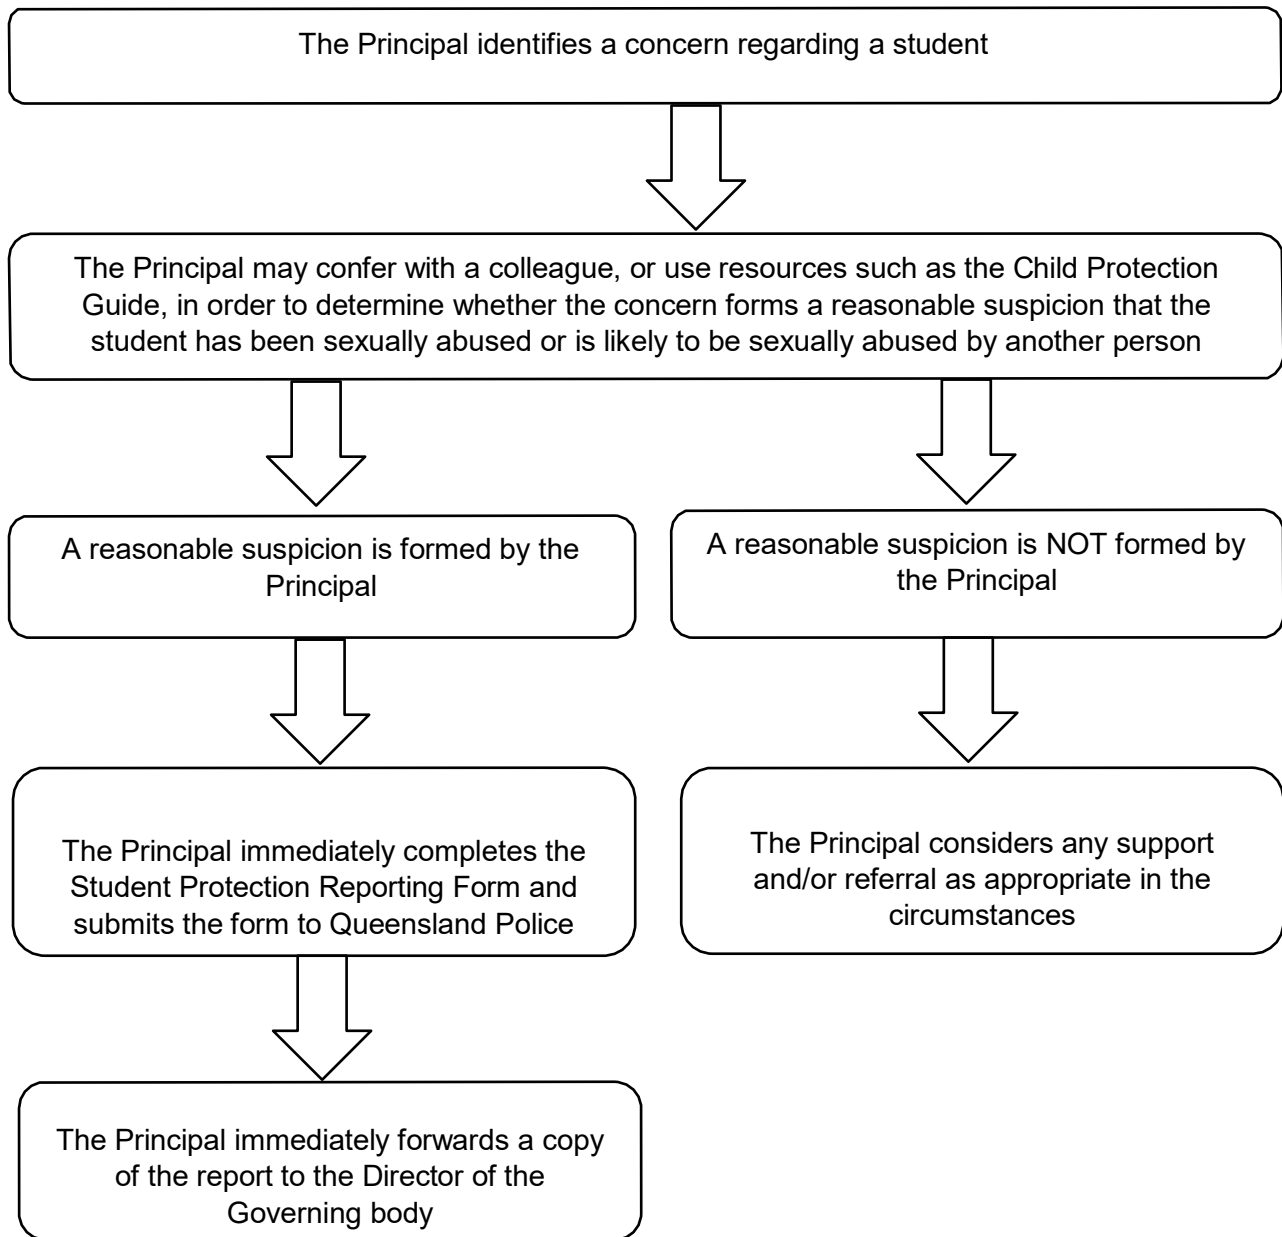 The Principal identifies a concern regarding a student
The Principal may confer with a colleague, or use resources such as the Child Protection
Guide, in order to determine whether the concern forms a reasonable suspicion that the
student has been sexually abused or is likely to be sexually abused by another person
A reasonable suspicion is formed by the
Principal
A reasonable suspicion is NOT formed by
the Principal
The Principal immediately completes the
Student Protection Reporting Form and
submits the form to Queensland Police
The Principal considers any support
and/or referral as appropriate in the
circumstances
The Principal immediately forwards a copy
of the report to the Director of the
Governing body